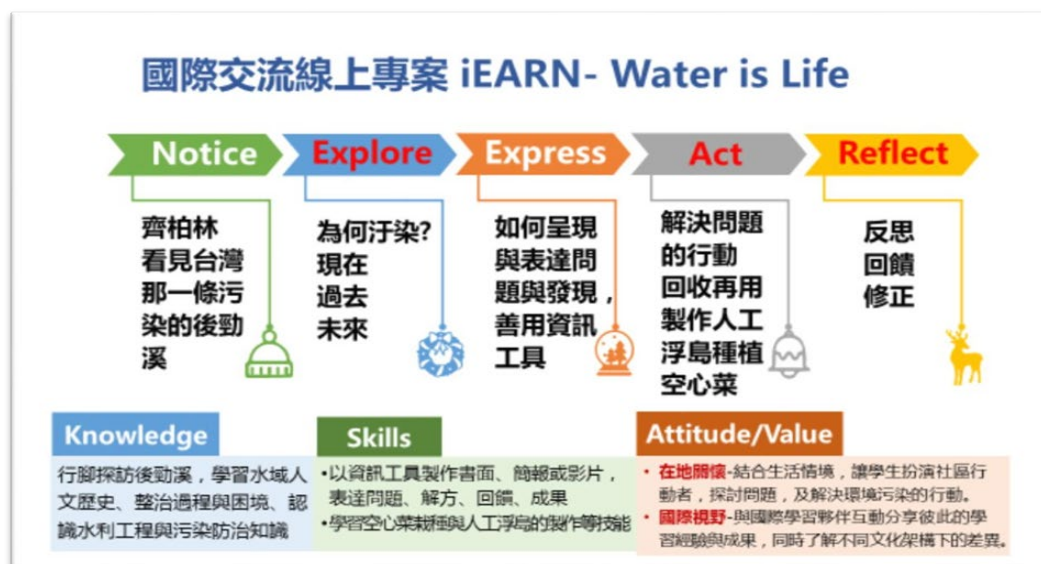 國際交流線上專案 iEARN- Water is Life
Notice
Explore
Express
Act
Reflect
齊柏林
看見台灣
那一條污
染的後勁
溪
為何汙染?
現在
過去
未來
如何呈現
與表達問
題與發現，
善用資訊
工具
解決問題
的行動
回收再用
製作人工
浮島種植
空心菜
反思
回饋
修正
Knowledge
行腳探訪後勁溪，學習水域人
文歷史、整治過程與困境、認
識水利工程與污染防治知識
Skills
•以資訊工具製作書面、簡報或影片，
表達問題、解方、回饋、成果
•學習空心菜栽種與人工浮島的製作等技能
Attitude/Value
• 在地關懷-結合生活情境，讓學生扮演社區行
動者，探討問題，及解決環境污染的行動。
• 國際視野-與國際學習夥伴互動分享彼此的學
習經驗與成果，同時了解不同文化架構下的差異。